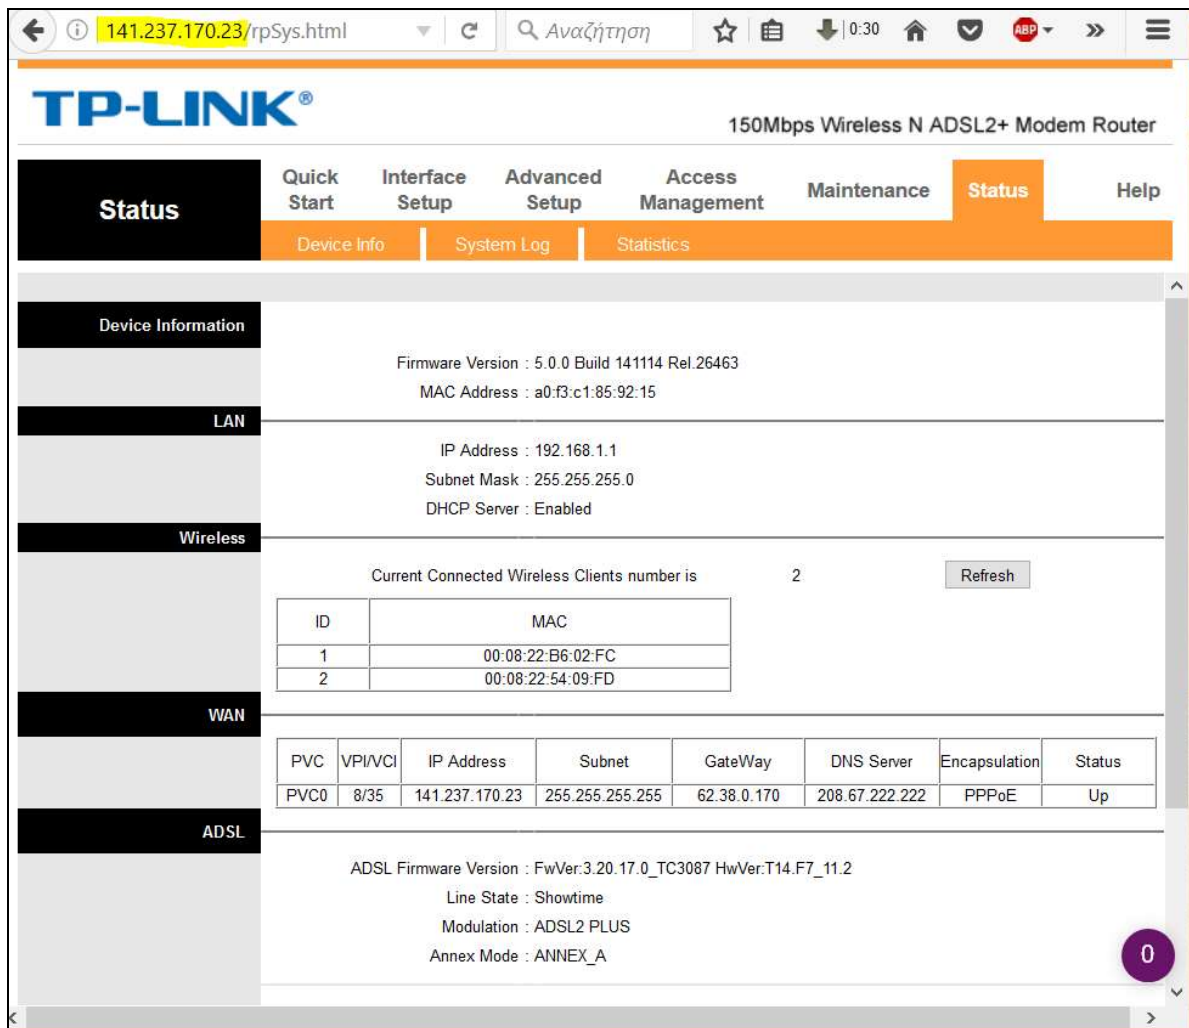 141.237.170.23/rpSys.html Αναζήτηση 0:30 ABP
TP-LINK®
150Mbps Wireless N ADSL2+ Modem Router
Status
Quick Start Interface Setup Advanced Setup Access Management Maintenance Status Help
Device Info System Log Statistics
Device Information
Firmware Version : 5.0.0 Build 141114 Rel.26463
MAC Address : a0:f3:c1:85:92:15
LAN
IP Address : 192.168.1.1
Subnet Mask : 255.255.255.0
DHCP Server : Enabled
Wireless
Current Connected Wireless Clients number is 2 Refresh
ID MAC
1 00:08:22:B6:02:FC
2 00:08:22:54:09:FD
WAN
PVC VPI/VCI IP Address Subnet GateWay DNS Server Encapsulation Status
PVC0 8/35 141.237.170.23 255.255.255.255 62.38.0.170 208.67.222.222 PPPoE Up
ADSL
ADSL Firmware Version : FwVer:3.20.17.0_TC3087 HwVer:T14.F7_11.2
Line State : Showtime
Modulation : ADSL2 PLUS
Annex Mode : ANNEX_A
0